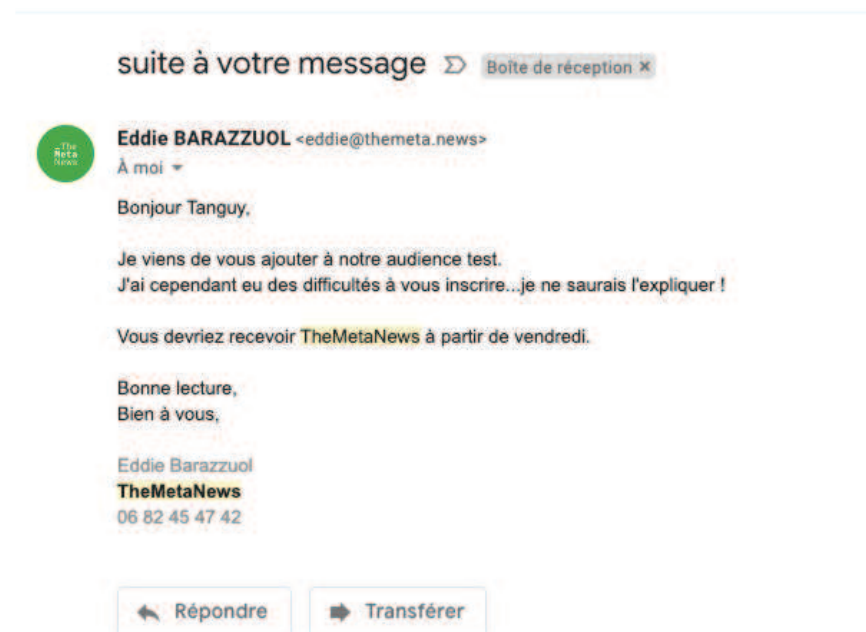 suite à votre message Boîte de réception ×
Eddie BARAZZUOL <eddie@themeta.news>
The
Meta
News
À moi
Bonjour Tanguy,
Je viens de vous ajouter à notre audience test.
J'ai cependant eu des difficultés à vous inscrire...je ne saurais l'expliquer !
Vous devriez recevoir TheMetaNews à partir de vendredi.
Bonne lecture,
Bien à vous,
Eddie Barazzuol
TheMetaNews
06 82 45 47 42
Répondre Transférer